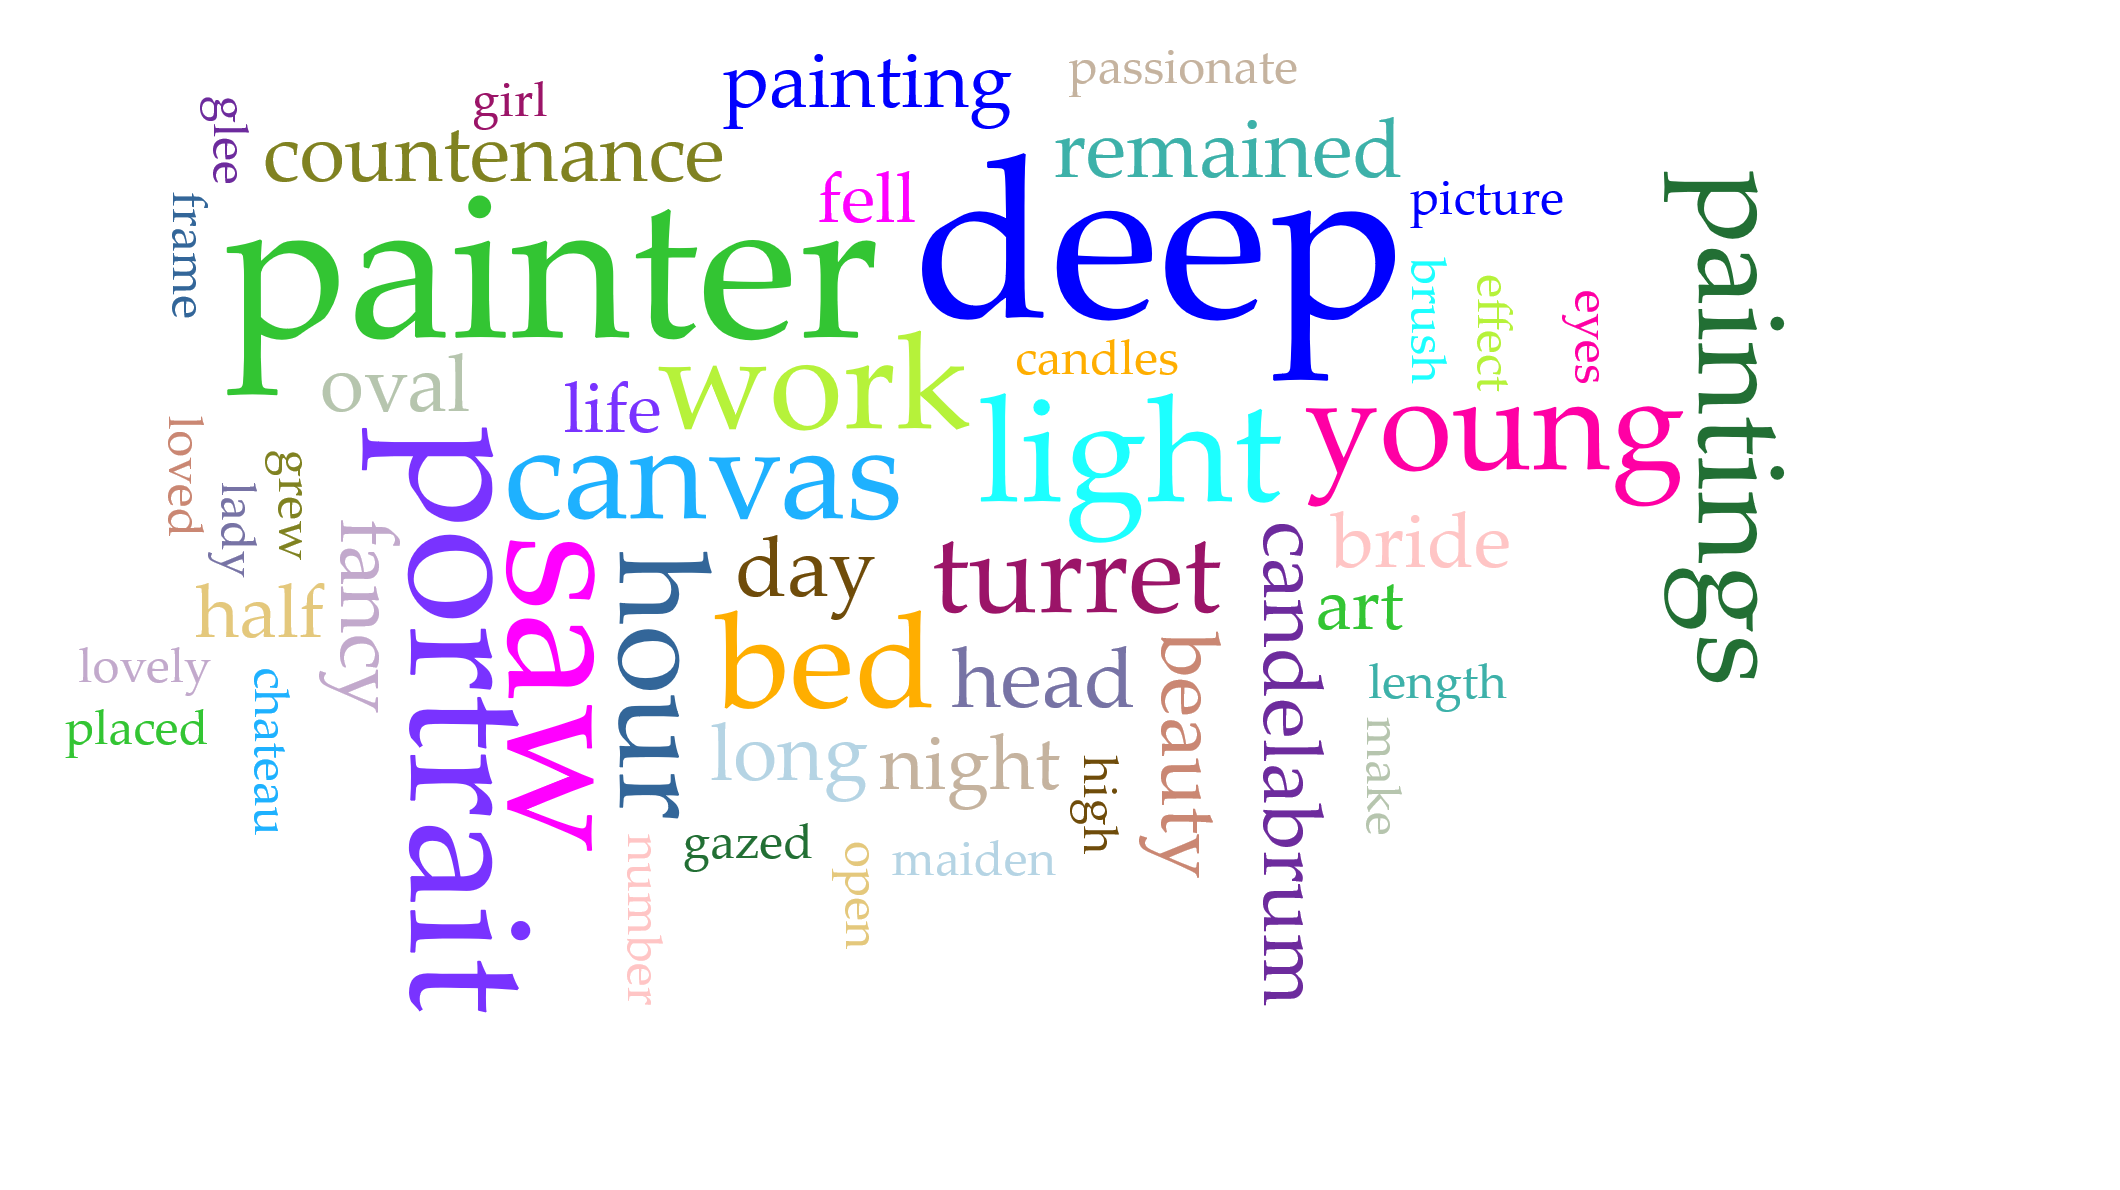 passionate
painting
girl
glee
countenance
remained
fell
deep
picture
paintings
frame
painter
brush
effect
eyes
oval
life
work
candles
light
young
loved
grew
lady
portrait
canvas
fancy
saw
hour
day
turret
candelabrum
bride
art
half
bed
head
beauty
lovely
length
placed
chateau
long
night
high
make
number
gazed
open
maiden